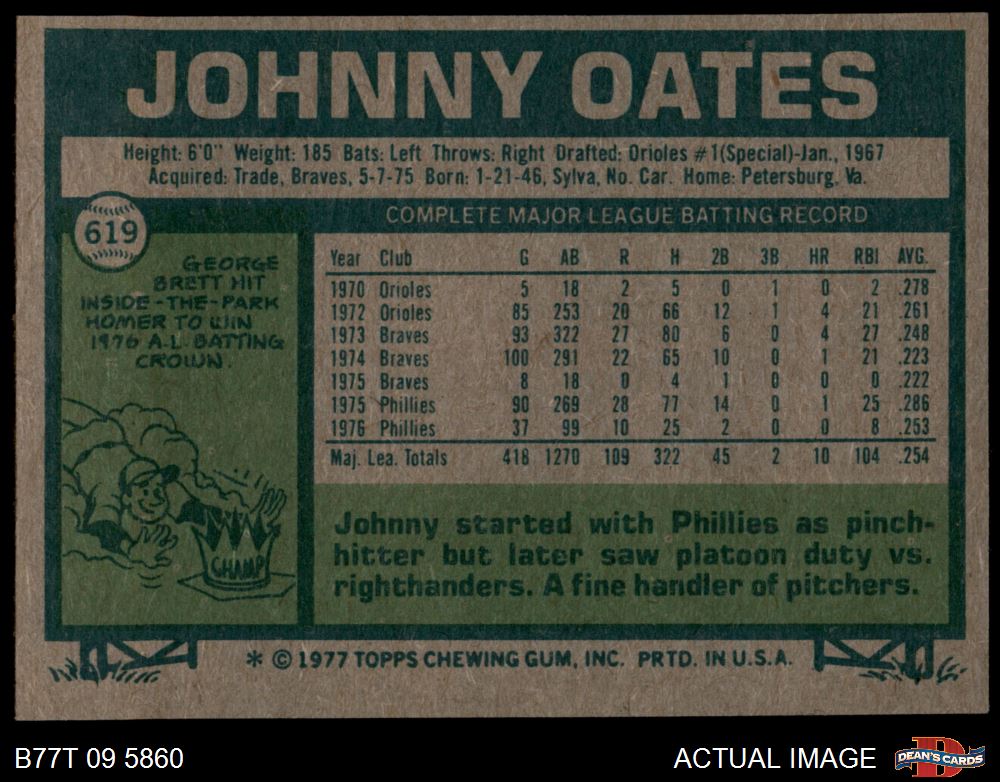 JOHNNY OATES
Height: 6'0" Weight: 185 Bats: Left Throws: Right Drafted: Orioles #1(Special)-Jan., 1967
Acquired: Trade, Braves, 5-7-75 Born: 1-21-46, Sylva, No. Car. Home: Petersburg, Va.
619
GEORGE
BRETT HIT
INSIDE-THE-PARK
HOMER TO WIN
1976 A.L. BATTING
CROWN.
CHAMP
COMPLETE MAJOR LEAGUE BATTING RECORD
Year Club G AB R H 2B 3B HR RBI AVG.
1970 Orioles 5 18 2 5 0 1 0 2 .278
1972 Orioles 85 253 20 66 12 1 4 21 .261
1973 Braves 93 322 27 80 6 0 4 27 .248
1974 Braves 100 291 22 65 10 0 1 21 .223
1975 Braves 8 18 0 4 1 0 0 0 .222
1975 Phillies 90 269 28 77 14 0 1 25 .286
1976 Phillies 37 99 10 25 2 0 0 8 .253
Maj. Lea. Totals 418 1270 109 322 45 2 10 104 .254
Johnny started with Phillies as pinch-
hitter but later saw platoon duty vs.
righthanders. A fine handler of pitchers.
* © 1977 TOPPS CHEWING GUM, INC. PRTD. IN U.S.A.
B77T 09 5860
ACTUAL IMAGE
D
DEAN'S CARDS